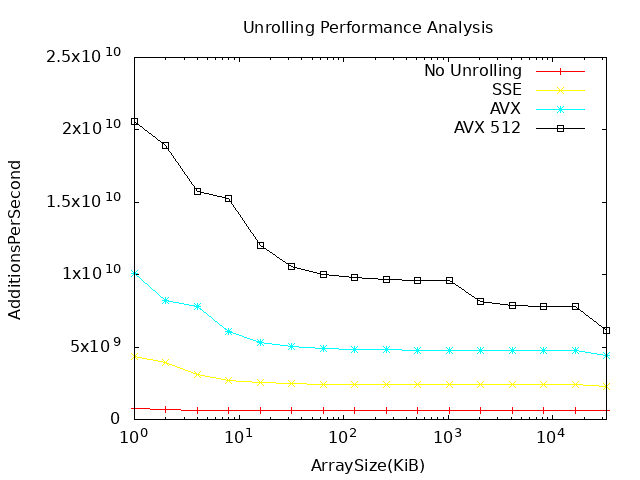 Unrolling Performance Analysis
2.5x10^10
2x10^10
1.5x10^10
1x10^10
5x10^9
0
AdditionsPerSecond
No Unrolling
SSE
AVX
AVX 512
10^0 10^1 10^2 10^3 10^4
ArraySize(KiB)